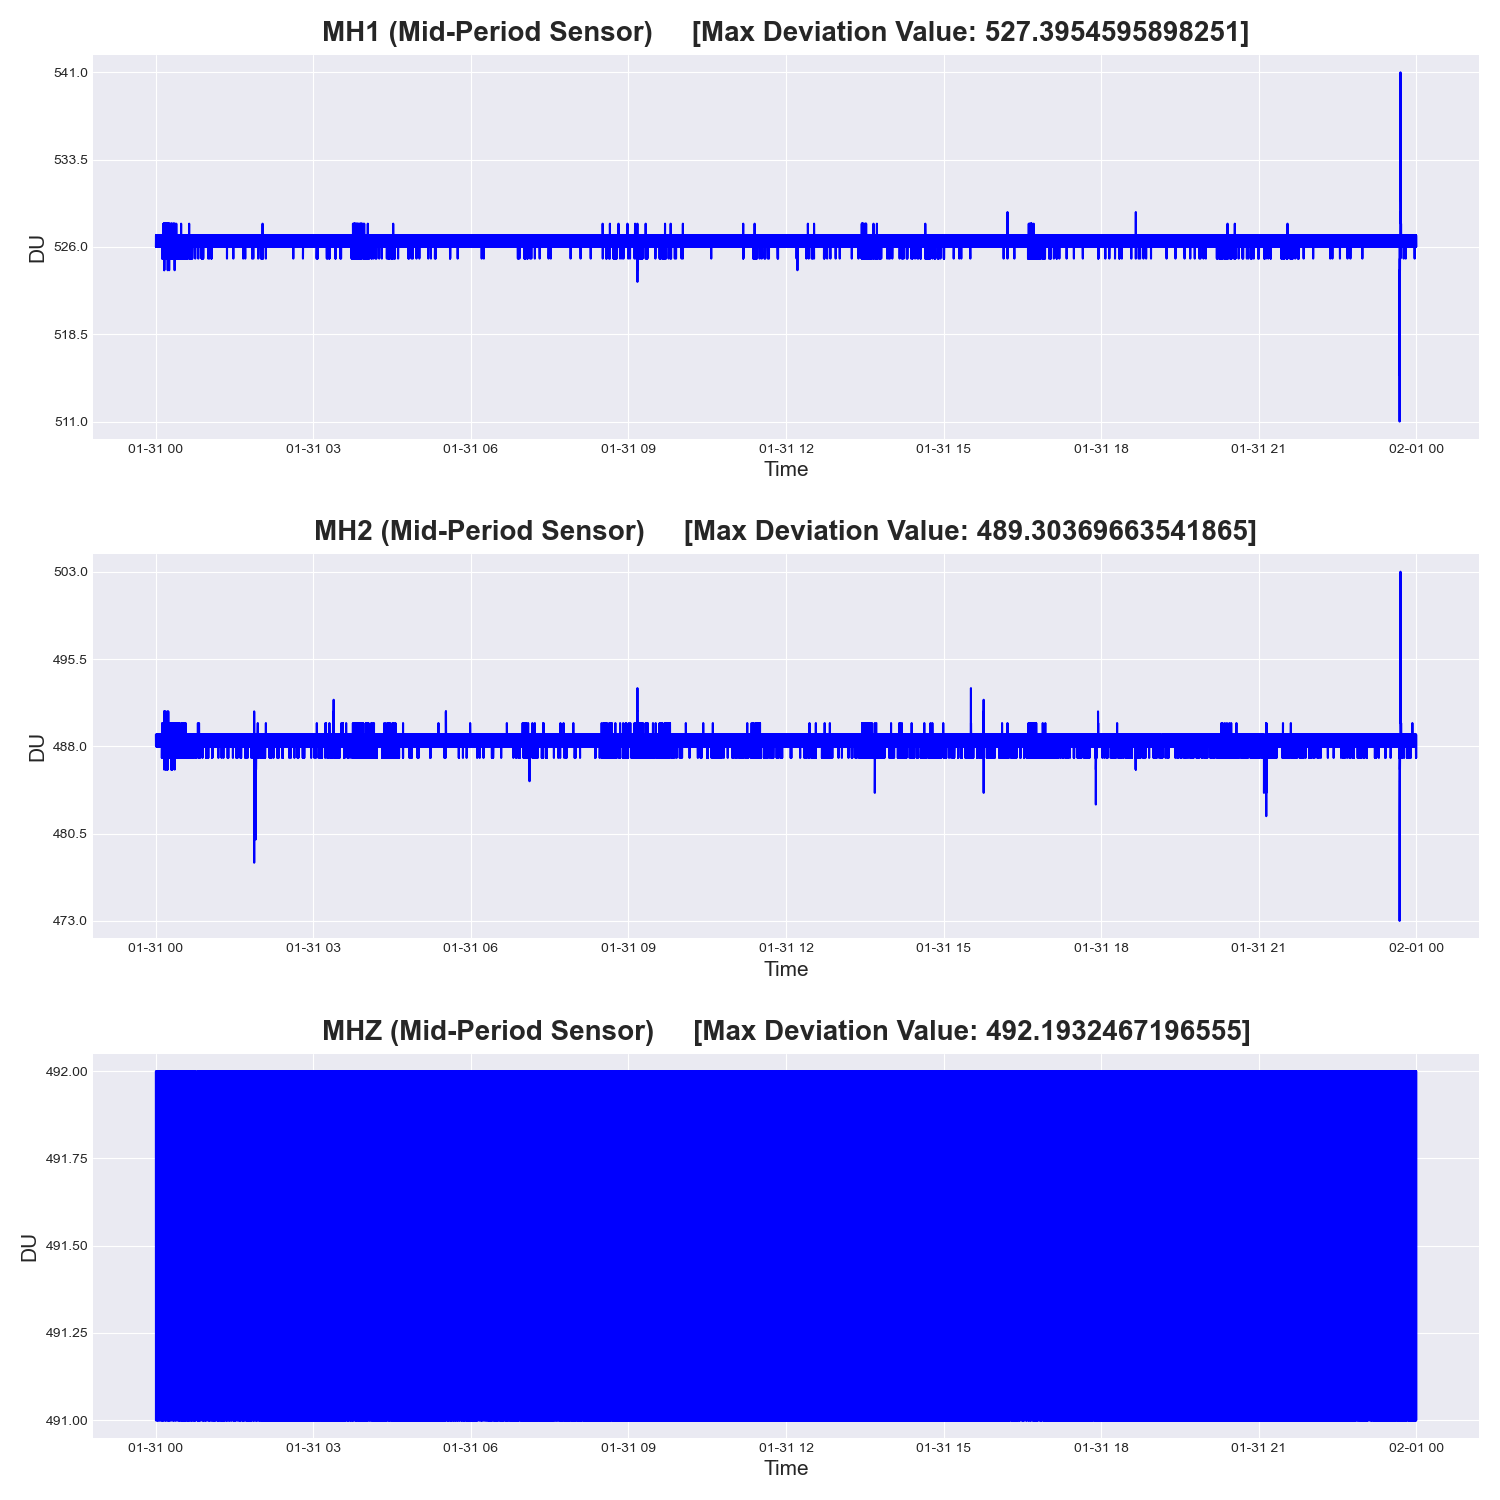 MH1 (Mid-Period Sensor) [Max Deviation Value: 527.3954595898251]
541.0
533.5
526.0
518.5
511.0
DU
01-31 00 01-31 03 01-31 06 01-31 09 01-31 12 01-31 15 01-31 18 01-31 21 02-01 00
Time
MH2 (Mid-Period Sensor) [Max Deviation Value: 489.30369663541865]
503.0
495.5
488.0
480.5
473.0
DU
01-31 00 01-31 03 01-31 06 01-31 09 01-31 12 01-31 15 01-31 18 01-31 21 02-01 00
Time
MHZ (Mid-Period Sensor) [Max Deviation Value: 492.1932467196555]
492.00
491.75
491.50
491.25
491.00
DU
01-31 00 01-31 03 01-31 06 01-31 09 01-31 12 01-31 15 01-31 18 01-31 21 02-01 00
Time